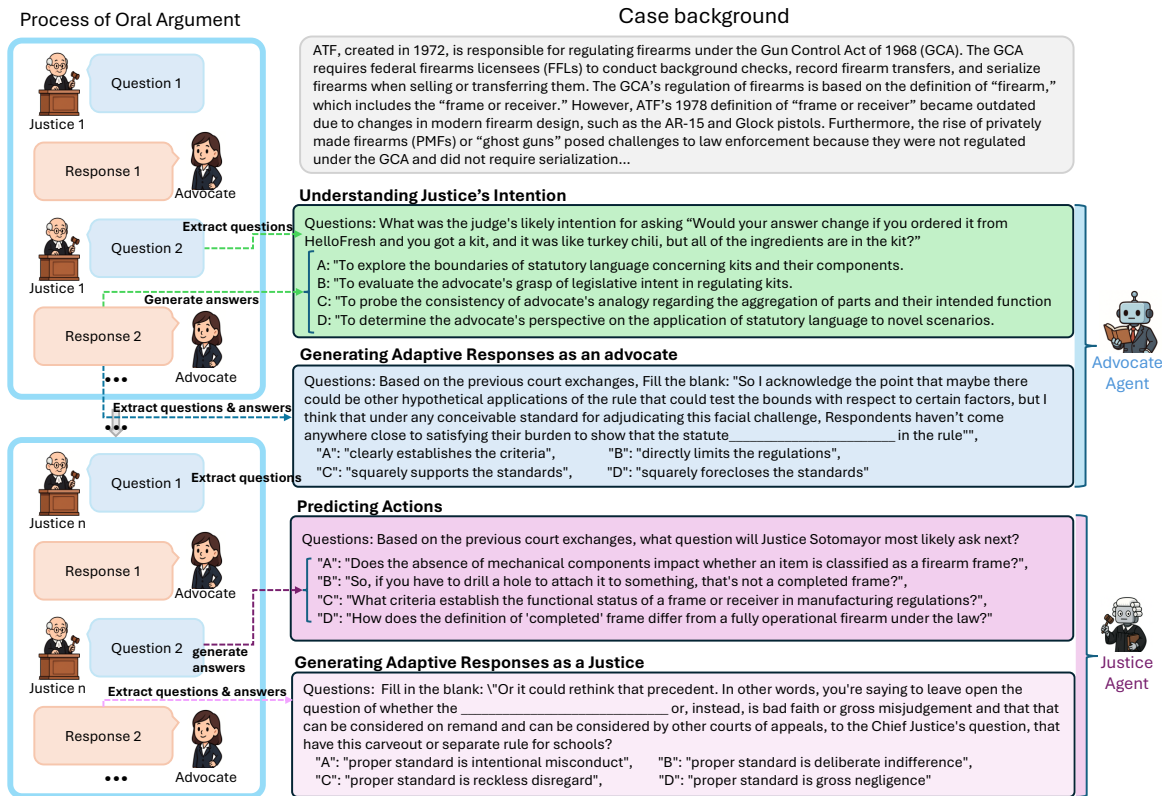 Process of Oral Argument
Case background
Question 1
Justice 1
Response 1
Advocate
Question 2
Justice 1
Response 2
Advocate
•••
•••
Question 1
Justice n
Response 1
Advocate
Question 2
Justice n
Response 2
Advocate
•••
Extract questions
Generate answers
Extract questions & answers
Extract questions
generate
answers
Extract questions & answers
ATF, created in 1972, is responsible for regulating firearms under the Gun Control Act of 1968 (GCA). The GCA
requires federal firearms licensees (FFLs) to conduct background checks, record firearm transfers, and serialize
firearms when selling or transferring them. The GCA's regulation of firearms is based on the definition of “firearm,”
which includes the “frame or receiver.” However, ATF's 1978 definition of “frame or receiver” became outdated
due to changes in modern firearm design, such as the AR-15 and Glock pistols. Furthermore, the rise of privately
made firearms (PMFs) or “ghost guns” posed challenges to law enforcement because they were not regulated
under the GCA and did not require serialization...
Understanding Justice's Intention
Questions: What was the judge's likely intention for asking “Would your answer change if you ordered it from
HelloFresh and you got a kit, and it was like turkey chili, but all of the ingredients are in the kit?”
A: "To explore the boundaries of statutory language concerning kits and their components.
B: "To evaluate the advocate's grasp of legislative intent in regulating kits.
C: "To probe the consistency of advocate's analogy regarding the aggregation of parts and their intended function
D: "To determine the advocate's perspective on the application of statutory language to novel scenarios.
Generating Adaptive Responses as an advocate
Questions: Based on the previous court exchanges, Fill the blank: "So I acknowledge the point that maybe there
could be other hypothetical applications of the rule that could test the bounds with respect to certain factors, but I
think that under any conceivable standard for adjudicating this facial challenge, Respondents haven't come
anywhere close to satisfying their burden to show that the statute_______________________ in the rule"",
"A": "clearly establishes the criteria", "B": "directly limits the regulations",
"C": "squarely supports the standards", "D": "squarely forecloses the standards"
Advocate
Agent
Predicting Actions
Questions: Based on the previous court exchanges, what question will Justice Sotomayor most likely ask next?
"A": "Does the absence of mechanical components impact whether an item is classified as a firearm frame?",
"B": "So, if you have to drill a hole to attach it to something, that's not a completed frame?",
"C": "What criteria establish the functional status of a frame or receiver in manufacturing regulations?",
"D": "How does the definition of 'completed' frame differ from a fully operational firearm under the law?"
Generating Adaptive Responses as a Justice
Questions: Fill in the blank: \"Or it could rethink that precedent. In other words, you're saying to leave open the
question of whether the _____________________________ or, instead, is bad faith or gross misjudgement and that that
can be considered on remand and can be considered by other courts of appeals, to the Chief Justice's question, that
have this carveout or separate rule for schools?
"A": "proper standard is intentional misconduct", "B": "proper standard is deliberate indifference",
"C": "proper standard is reckless disregard", "D": "proper standard is gross negligence"
Justice
Agent